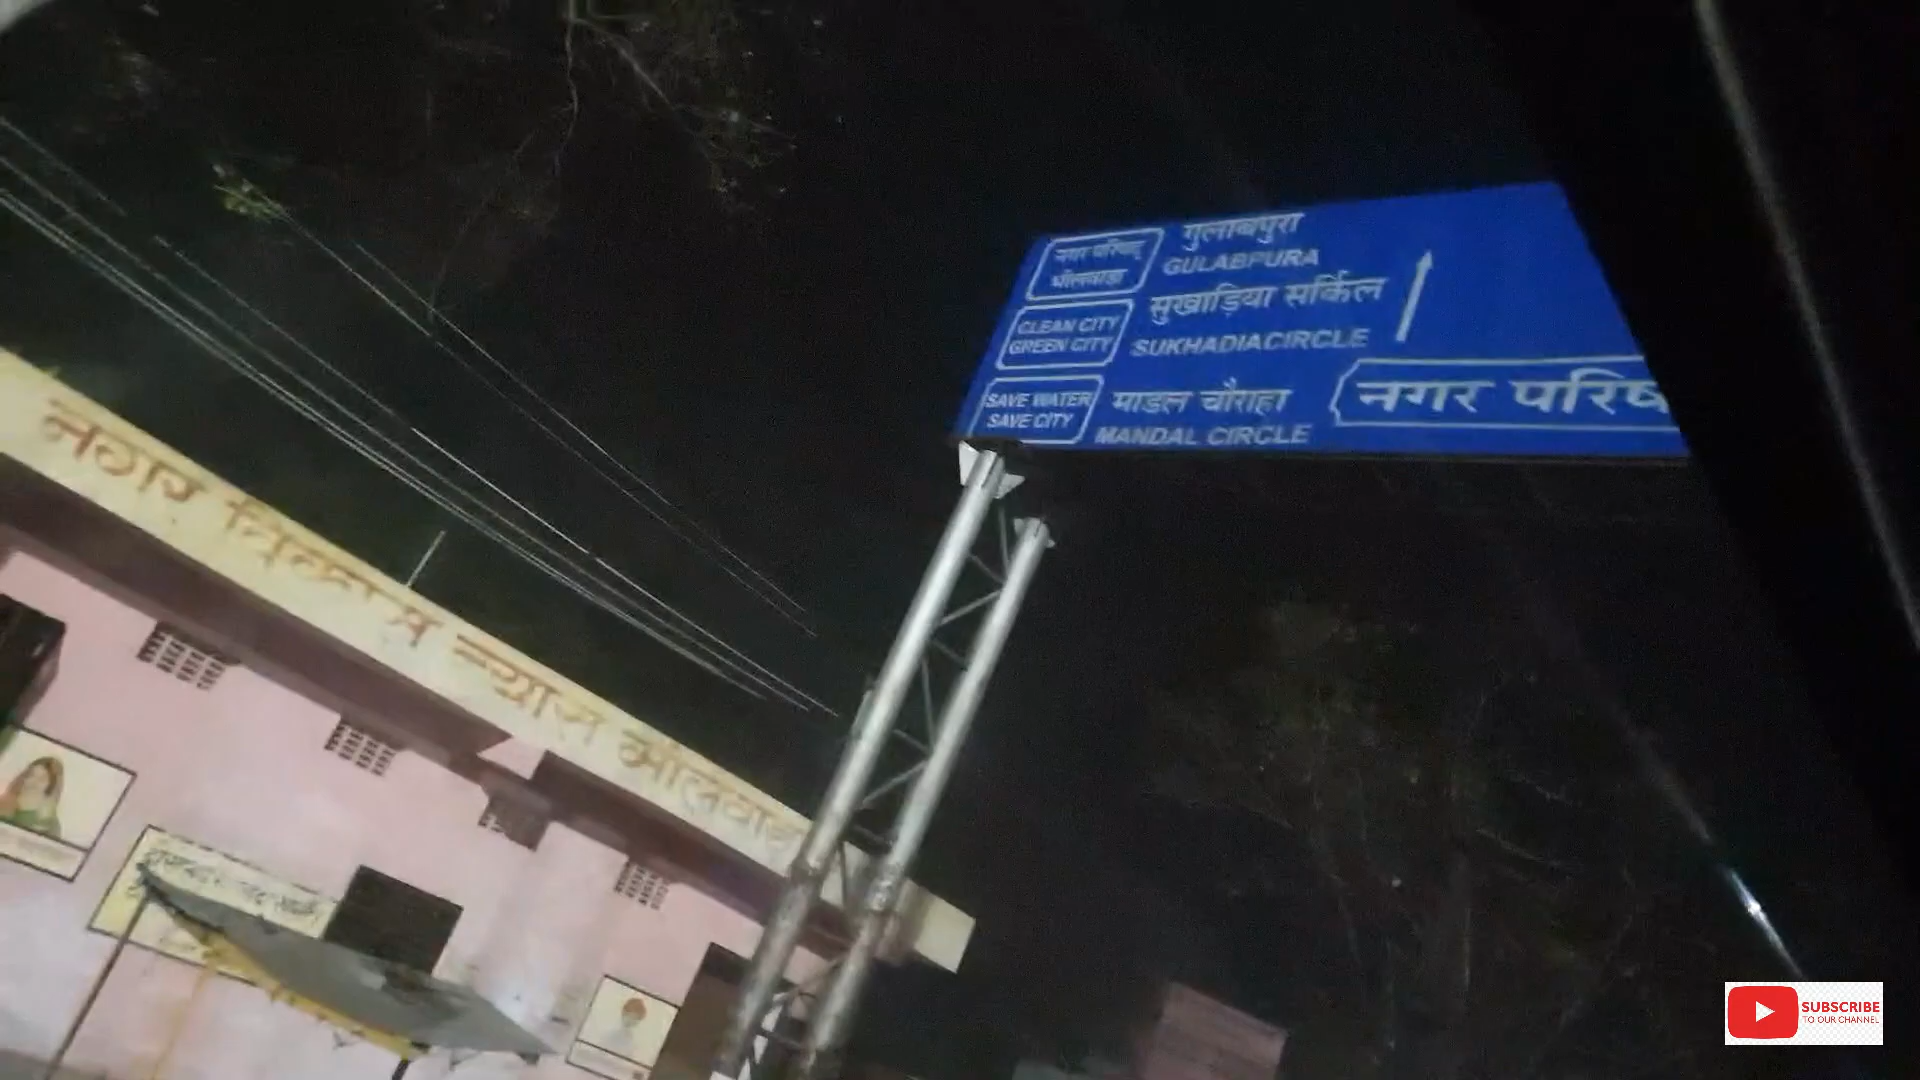 नगर परिषद्
भीलवाडा
CLEAN CITY
GREEN CITY
SAVE WATER
SAVE CITY
गुलाबपुरा
GULABPURA
सुखाड़िया सर्किल
SUKHADIACIRCLE
माडल चौराहा
MANDAL CIRCLE
नगर परिष
नगर विकास न्यास भीलवाडा
SUBSCRIBE
TO OUR CHANNEL